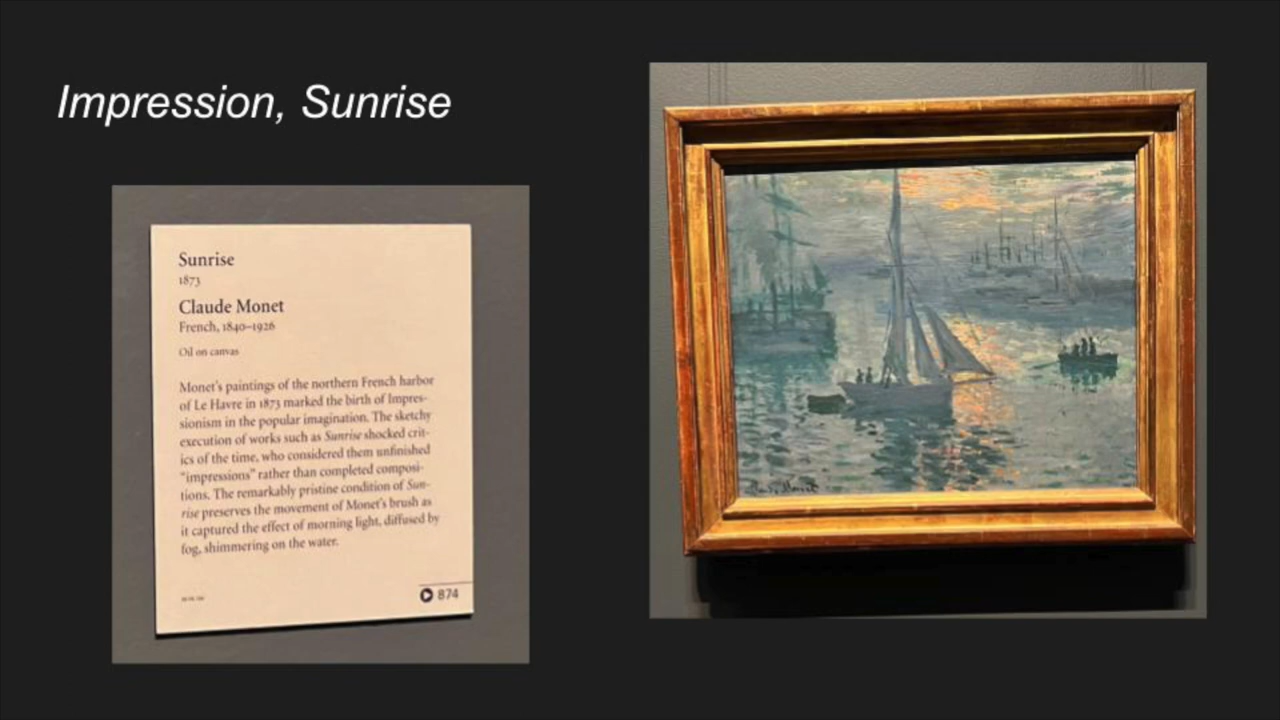 Impression, Sunrise
Sunrise
1873
Claude Monet
French, 1840–1926
Oil on canvas
Monet's paintings of the northern French harbor
of Le Havre in 1873 marked the birth of Impres-
sionism in the popular imagination. The sketchy
execution of works such as Sunrise shocked crit-
ics of the time, who considered them unfinished
"impressions" rather than completed composi-
tions. The remarkably pristine condition of Sun-
rise preserves the movement of Monet's brush as
it captured the effect of morning light, diffused by
fog, shimmering on the water.
874
Claude Monet